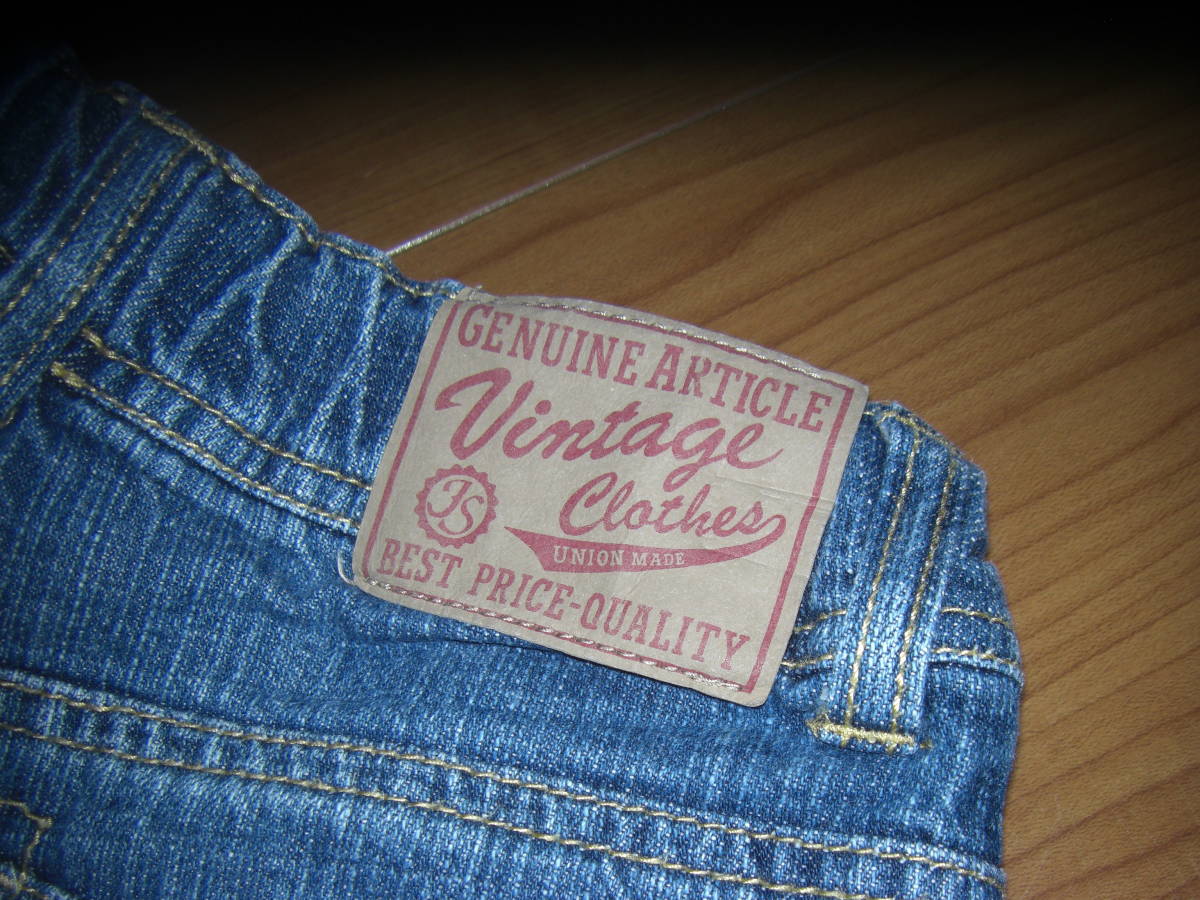 GENUINE ARTICLE
Vintage
Clothes
JS
UNION MADE
BEST PRICE-QUALITY